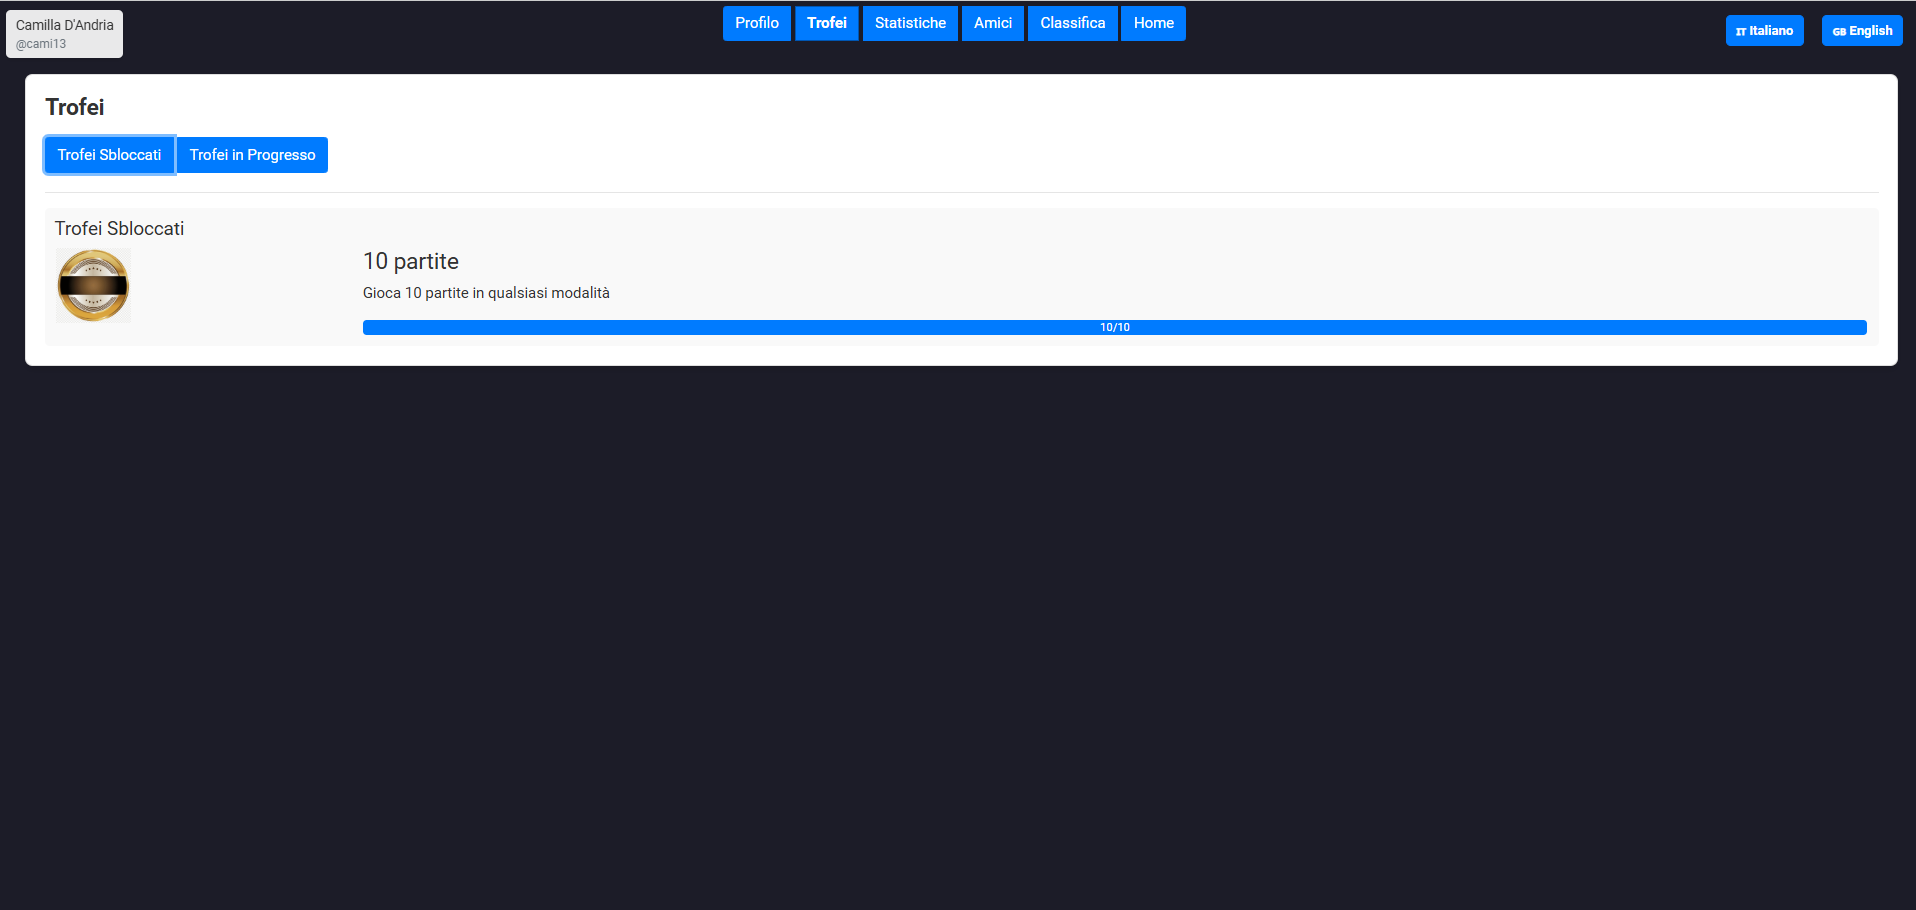 Camilla D'Andria
@cami13
Profilo
Trofei
Statistiche
Amici
Classifica
Home
IT Italiano
GB English
Trofei
Trofei Sbloccati
Trofei in Progresso
Trofei Sbloccati
10 partite
Gioca 10 partite in qualsiasi modalità
10/10